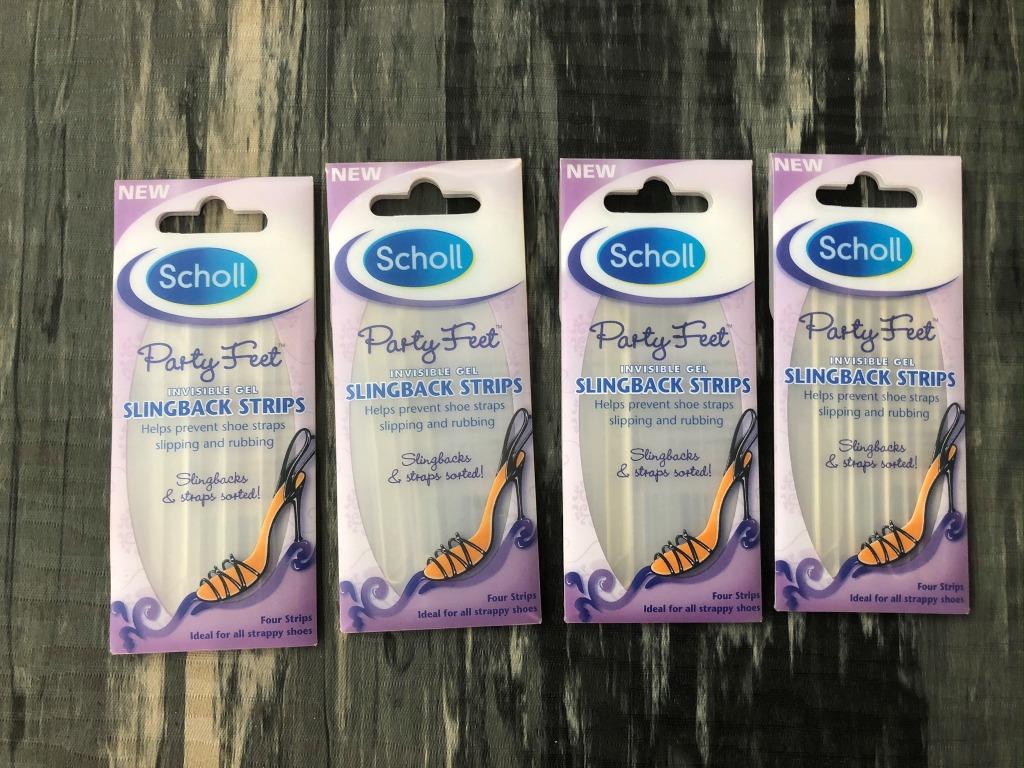 NEW
Scholl
Party Feet™
INVISIBLE GEL
SLINGBACK STRIPS
Helps prevent shoe straps
slipping and rubbing
Slingbacks
& straps sorted!
Four Strips
Ideal for all strappy shoes
NEW
Scholl
Party Feet™
INVISIBLE GEL
SLINGBACK STRIPS
Helps prevent shoe straps
slipping and rubbing
Slingbacks
& straps sorted!
Four Strips
Ideal for all strappy shoes
NEW
Scholl
Party Feet™
INVISIBLE GEL
SLINGBACK STRIPS
Helps prevent shoe straps
slipping and rubbing
Slingbacks
& straps sorted!
Four Strips
Ideal for all strappy shoes
NEW
Scholl
Party Feet™
INVISIBLE GEL
SLINGBACK STRIPS
Helps prevent shoe straps
slipping and rubbing
Slingbacks
& straps sorted!
Four Strips
Ideal for all strappy shoes